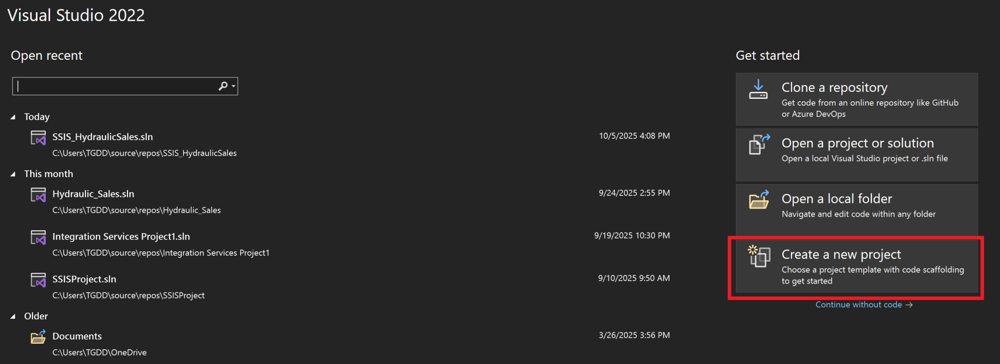 Visual Studio 2022
Open recent
Today
SSIS_HydraulicSales.sln
10/5/2025 4:08 PM
C:\Users\TGDD\source\repos\SSIS_HydraulicSales
This month
Hydraulic_Sales.sln
9/24/2025 2:55 PM
C:\Users\TGDD\source\repos\Hydraulic_Sales
Integration Services Project1.sln
9/19/2025 10:30 PM
C:\Users\TGDD\source\repos\Integration Services Project1
SSISProject.sln
9/10/2025 9:50 AM
C:\Users\TGDD\source\repos\SSISProject
Older
Documents
3/26/2025 3:56 PM
C:\Users\TGDD\OneDrive
Get started
Clone a repository
Get code from an online repository like GitHub
or Azure DevOps
Open a project or solution
Open a local Visual Studio project or .sln file
Open a local folder
Navigate and edit code within any folder
Create a new project
Choose a project template with code scaffolding
to get started
Continue without code →